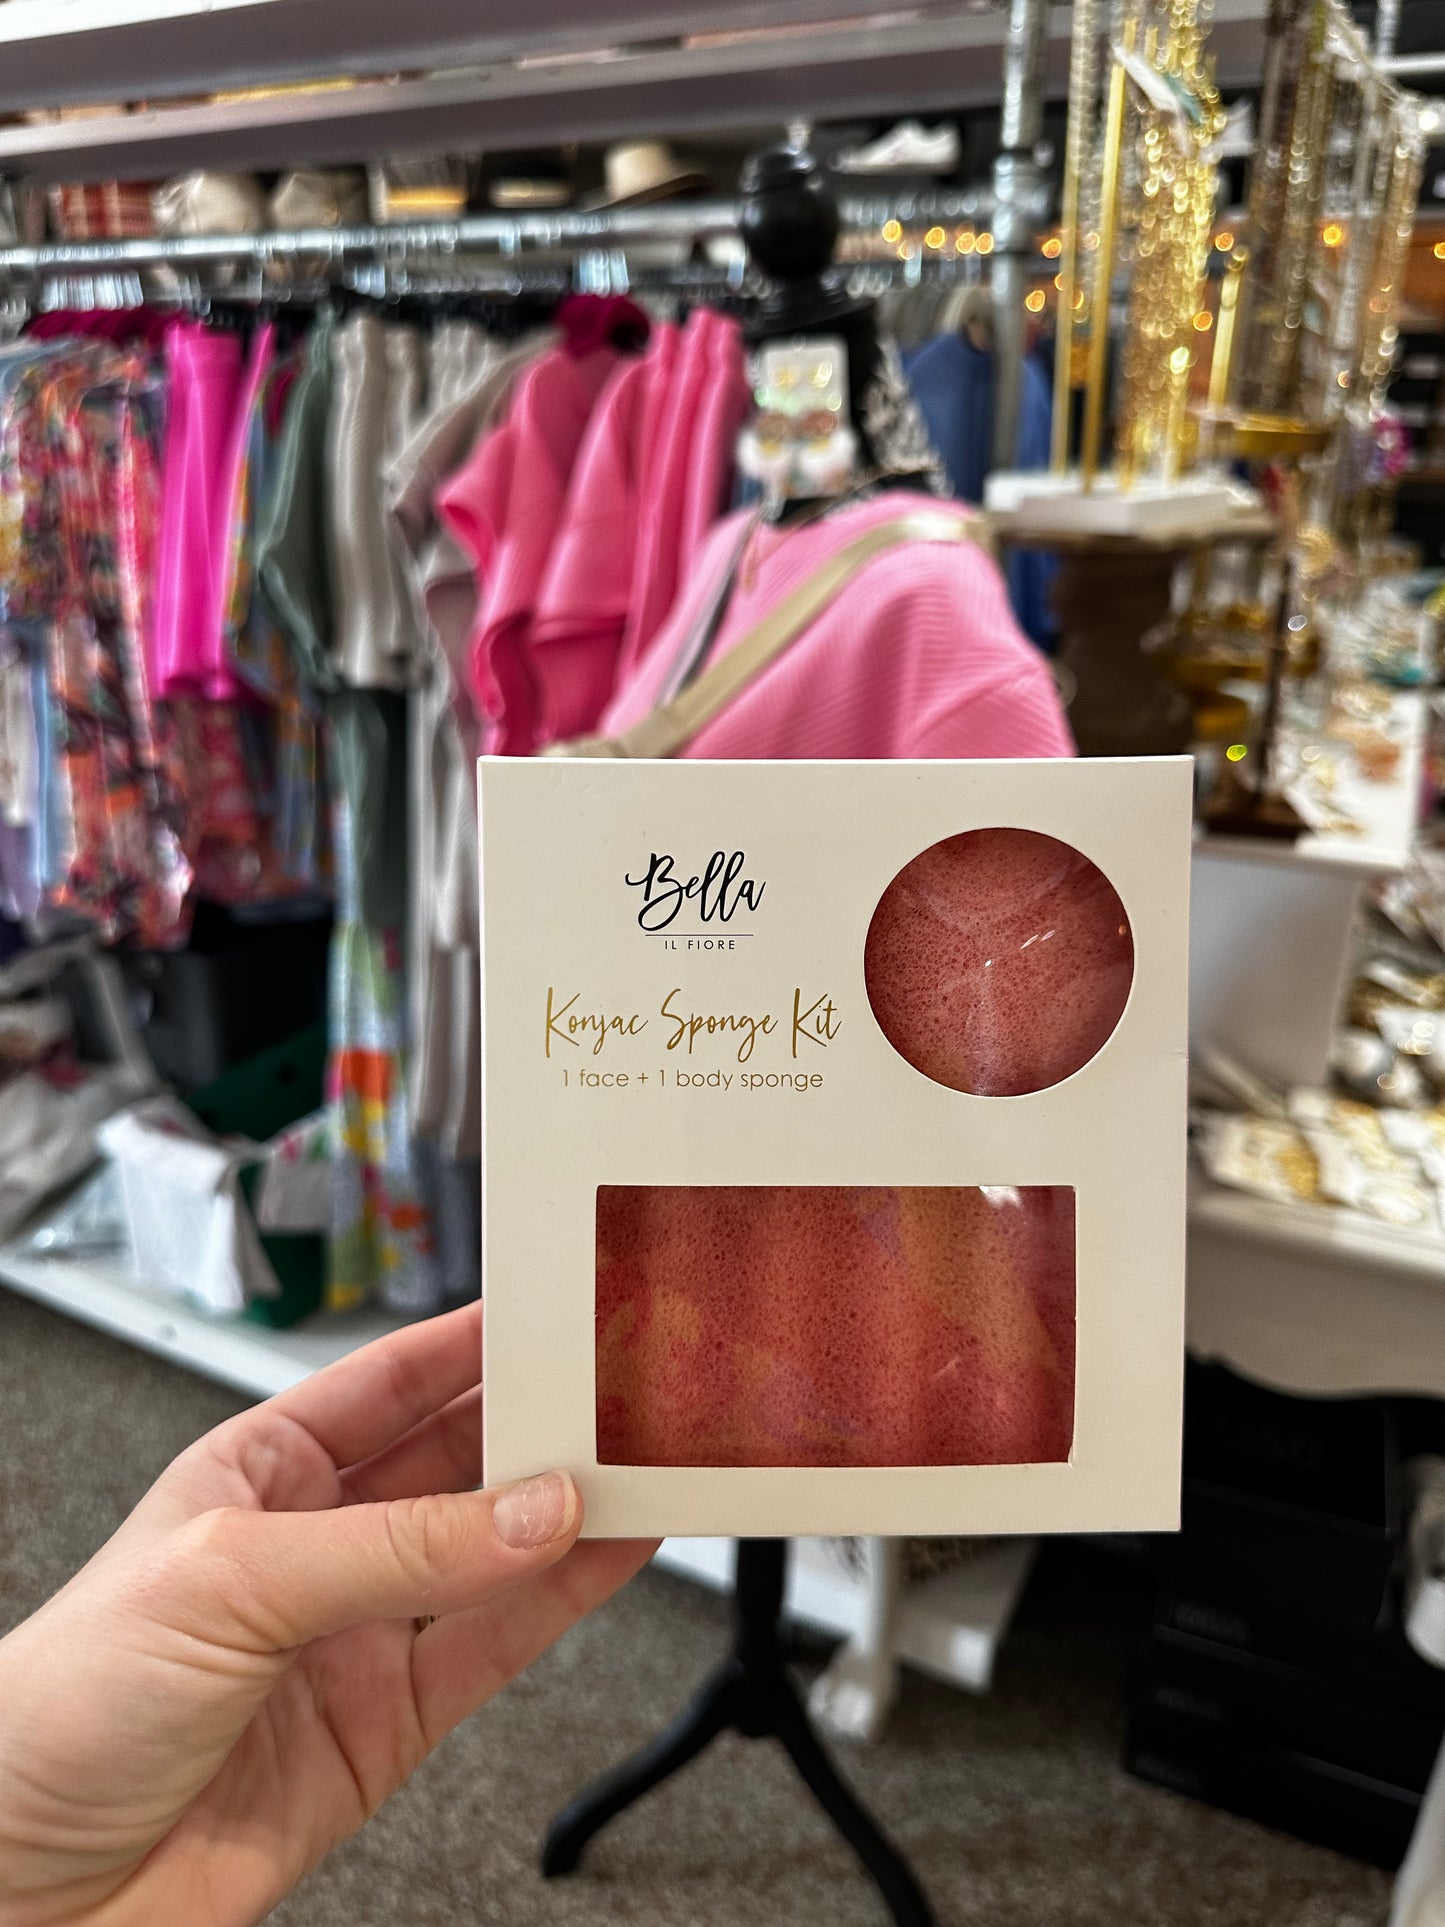 Bella
IL FIORE
Konjac Sponge Kit
1 face + 1 body sponge